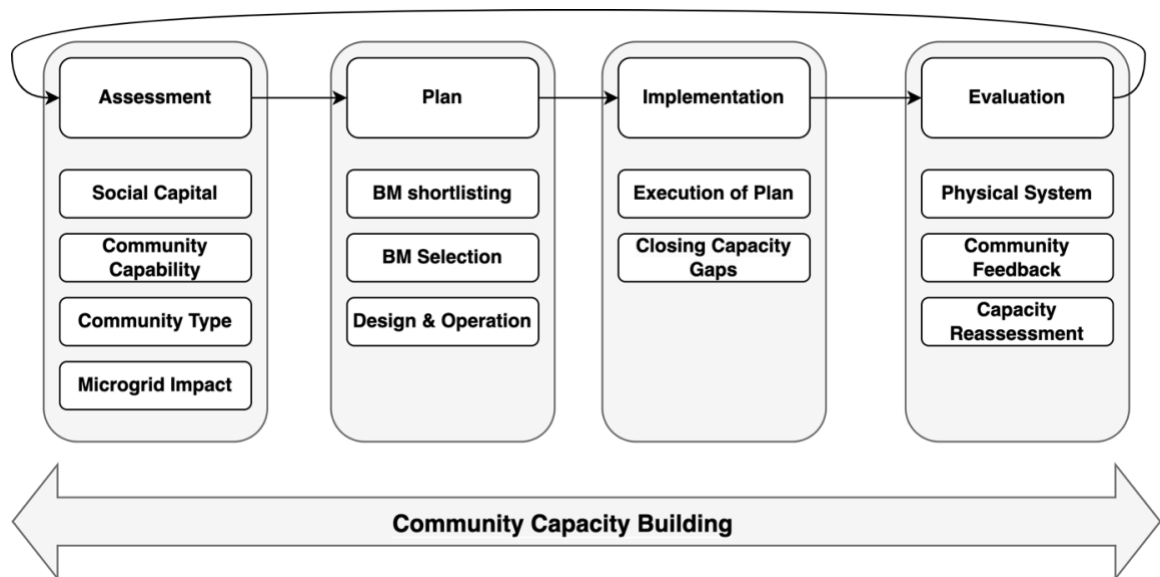 Assessment
Social Capital
Community
Capability
Community Type
Microgrid Impact
Plan
BM shortlisting
BM Selection
Design & Operation
Implementation
Execution of Plan
Closing Capacity
Gaps
Evaluation
Physical System
Community
Feedback
Capacity
Reassessment
Community Capacity Building